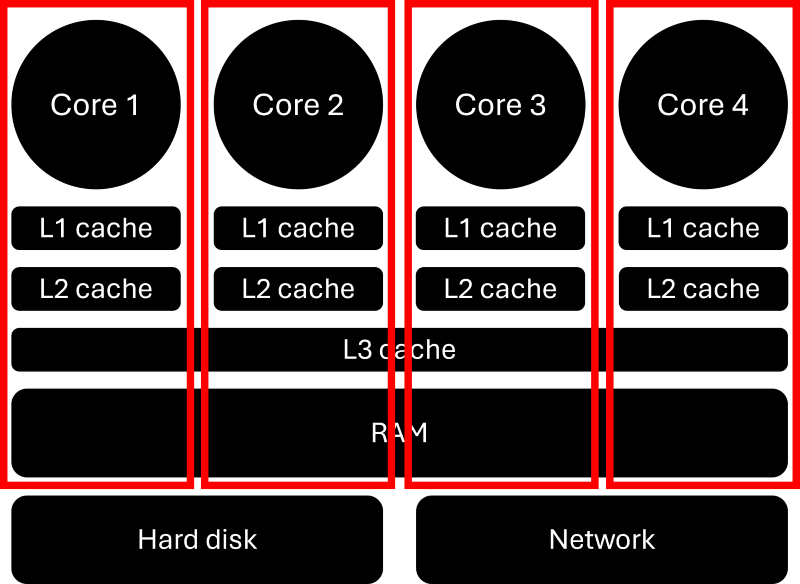 Core 1
Core 2
Core 3
Core 4
L1 cache
L1 cache
L1 cache
L1 cache
L2 cache
L2 cache
L2 cache
L2 cache
L3 cache
RAM
Hard disk
Network